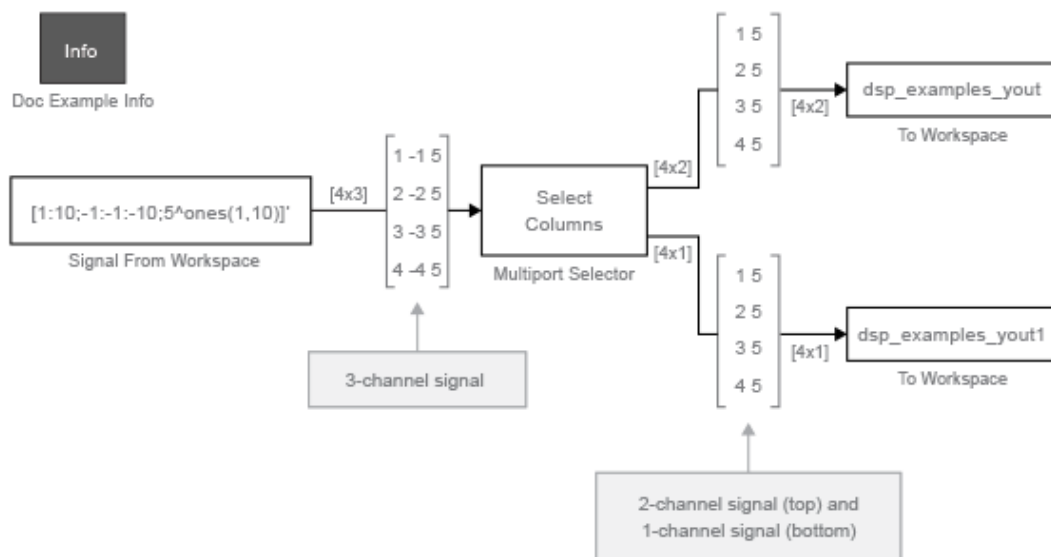 Info
Doc Example Info
[1:10;-1:-1:-10;5^ones(1,10)]'
Signal From Workspace
[4x3]
1 -1 5
2 -2 5
3 -3 5
4 -4 5
3-channel signal
Select
Columns
Multiport Selector
[4x2]
[4x1]
1 5
2 5
3 5
4 5
[4x2]
dsp_examples_yout
To Workspace
1 5
2 5
3 5
4 5
[4x1]
dsp_examples_yout1
To Workspace
2-channel signal (top) and
1-channel signal (bottom)